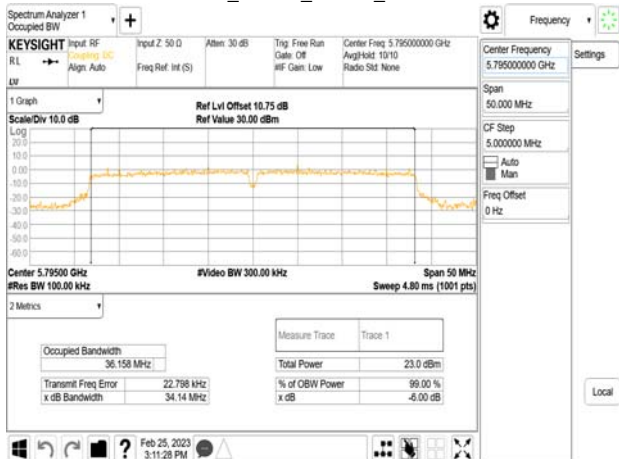 Spectrum Analyzer 1
Occupied BW
Frequency
KEYSIGHT Input: RF Input Z: 50 Ω Atten: 30 dB Trig: Free Run Center Freq: 5.795000000 GHz
RL Coupling: DC Gate: Off Avg|Hold: 10/10
Align: Auto Freq Ref: Int (S) #IF Gain: Low Radio Std: None
Center Frequency
5.795000000 GHz
Settings
Span
50.000 MHz
CF Step
5.000000 MHz
Auto
Man
Freq Offset
0 Hz
1 Graph
Ref Lvl Offset 10.75 dB
Scale/Div 10.0 dB Ref Value 30.00 dBm
Log
20.0
10.0
0.00
-10.0
-20.0
-30.0
-40.0
-50.0
-60.0
Center 5.79500 GHz #Video BW 300.00 kHz Span 50 MHz
#Res BW 100.00 kHz Sweep 4.80 ms (1001 pts)
2 Metrics
Measure Trace Trace 1
Occupied Bandwidth
36.158 MHz Total Power 23.0 dBm
Transmit Freq Error 22.798 kHz % of OBW Power 99.00 %
x dB Bandwidth 34.14 MHz x dB -6.00 dB
Local
Feb 25, 2023
3:11:28 PM